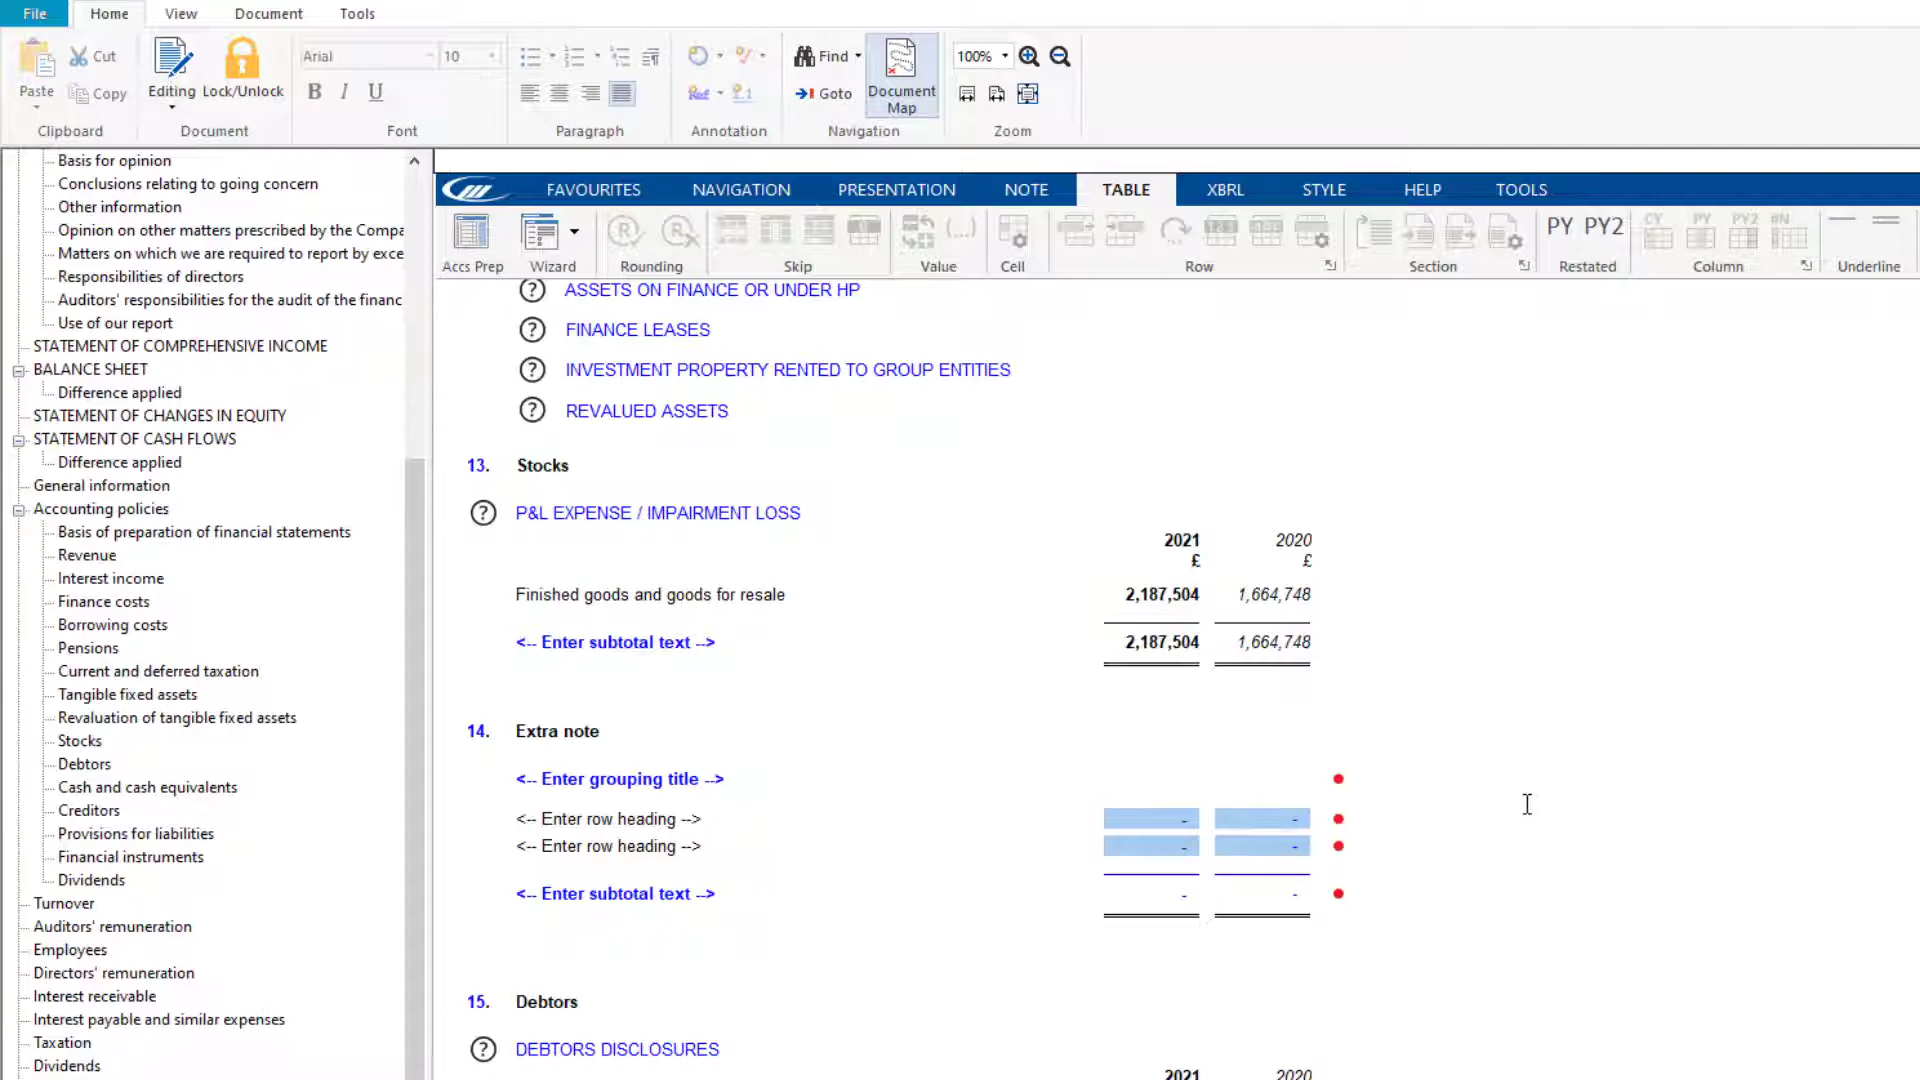 File Home View Document Tools
Paste Cut Copy Editing Lock/Unlock Arial 10 B I U Find Goto Document Map 100%
Clipboard Document Font Paragraph Annotation Navigation Zoom
Basis for opinion
Conclusions relating to going concern
Other information
Opinion on other matters prescribed by the Compa
Matters on which we are required to report by exce
Responsibilities of directors
Auditors' responsibilities for the audit of the financ
Use of our report
STATEMENT OF COMPREHENSIVE INCOME
BALANCE SHEET
Difference applied
STATEMENT OF CHANGES IN EQUITY
STATEMENT OF CASH FLOWS
Difference applied
General information
Accounting policies
Basis of preparation of financial statements
Revenue
Interest income
Finance costs
Borrowing costs
Pensions
Current and deferred taxation
Tangible fixed assets
Revaluation of tangible fixed assets
Stocks
Debtors
Cash and cash equivalents
Creditors
Provisions for liabilities
Financial instruments
Dividends
Turnover
Auditors' remuneration
Employees
Directors' remuneration
Interest receivable
Interest payable and similar expenses
Taxation
Dividends
FAVOURITES NAVIGATION PRESENTATION NOTE TABLE XBRL STYLE HELP TOOLS
PY PY2 CY PY PY2 #N
Accs Prep Wizard Rounding Skip Value Cell Row Section Restated Column Underline
? ASSETS ON FINANCE OR UNDER HP
? FINANCE LEASES
? INVESTMENT PROPERTY RENTED TO GROUP ENTITIES
? REVALUED ASSETS
13. Stocks
? P&L EXPENSE / IMPAIRMENT LOSS
2021 2020
£ £
Finished goods and goods for resale 2,187,504 1,664,748
<-- Enter subtotal text --> 2,187,504 1,664,748
14. Extra note
<-- Enter grouping title -->
<-- Enter row heading --> - -
<-- Enter row heading --> - -
<-- Enter subtotal text --> - -
15. Debtors
? DEBTORS DISCLOSURES
2021 2020